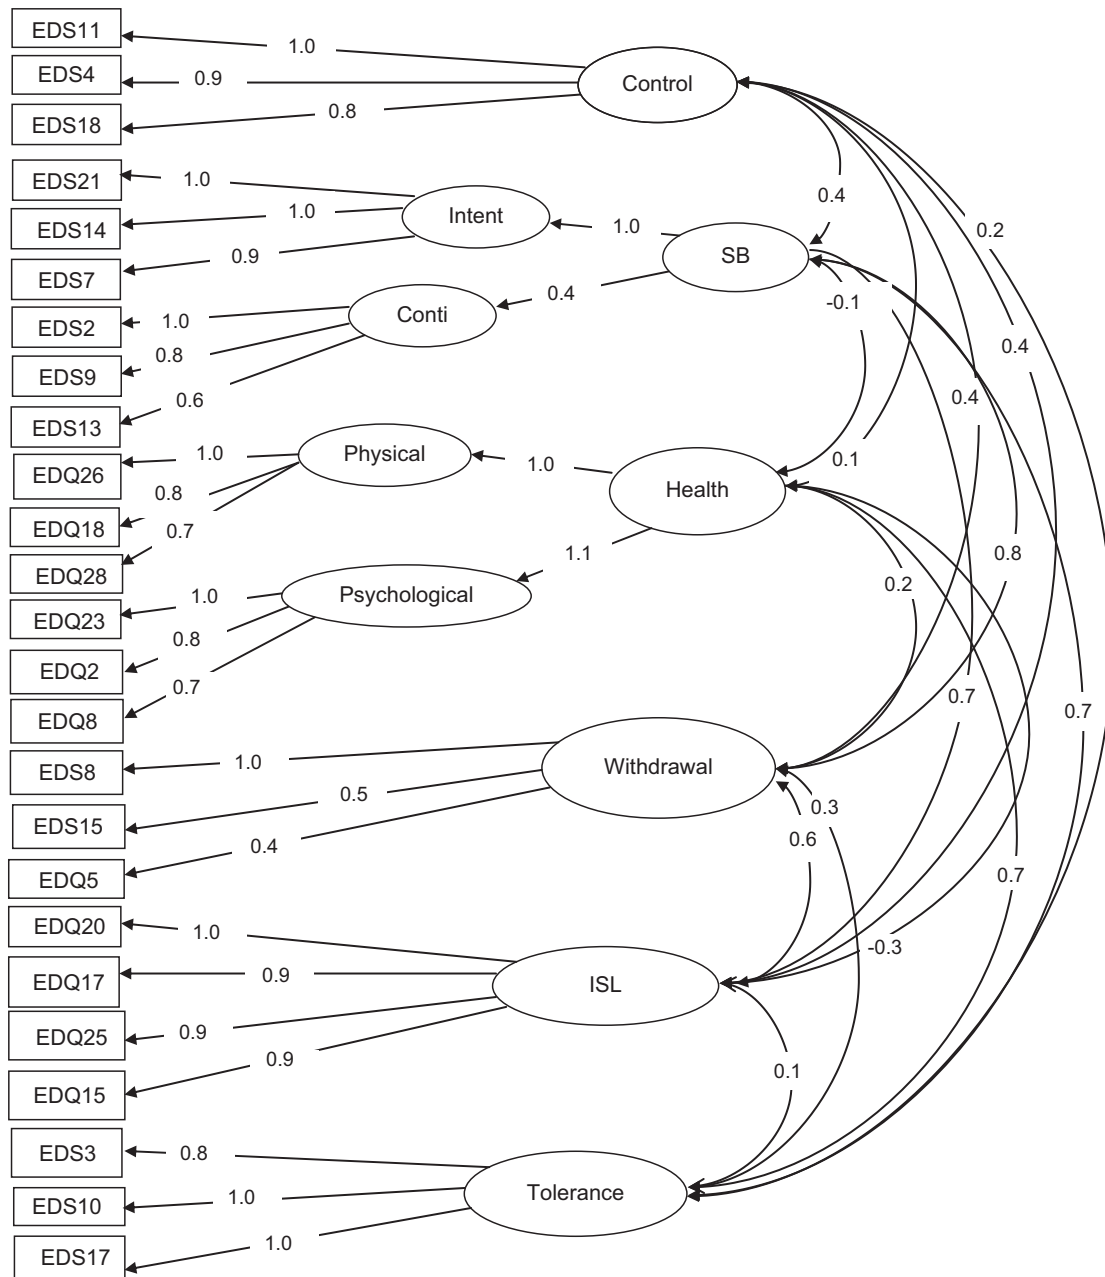 EDS11
1.0
EDS4
0.9
Control
EDS18
0.8
EDS21
1.0
0.4
EDS14
1.0
Intent
1.0
0.2
EDS7
0.9
SB
EDS2
1.0
Conti
0.4
-0.1
EDS9
0.8
0.4
EDS13
0.6
0.4
EDQ26
1.0
Physical
1.0
0.1
EDQ18
0.8
Health
EDQ28
0.7
1.1
0.2
0.8
EDQ23
1.0
Psychological
EDQ2
0.8
EDQ8
0.7
0.7
0.7
EDS8
1.0
Withdrawal
EDS15
0.5
0.3
EDQ5
0.4
0.6
0.7
EDQ20
1.0
-0.3
EDQ17
0.9
ISL
EDQ25
0.9
EDQ15
0.9
0.1
EDS3
0.8
EDS10
1.0
Tolerance
EDS17
1.0